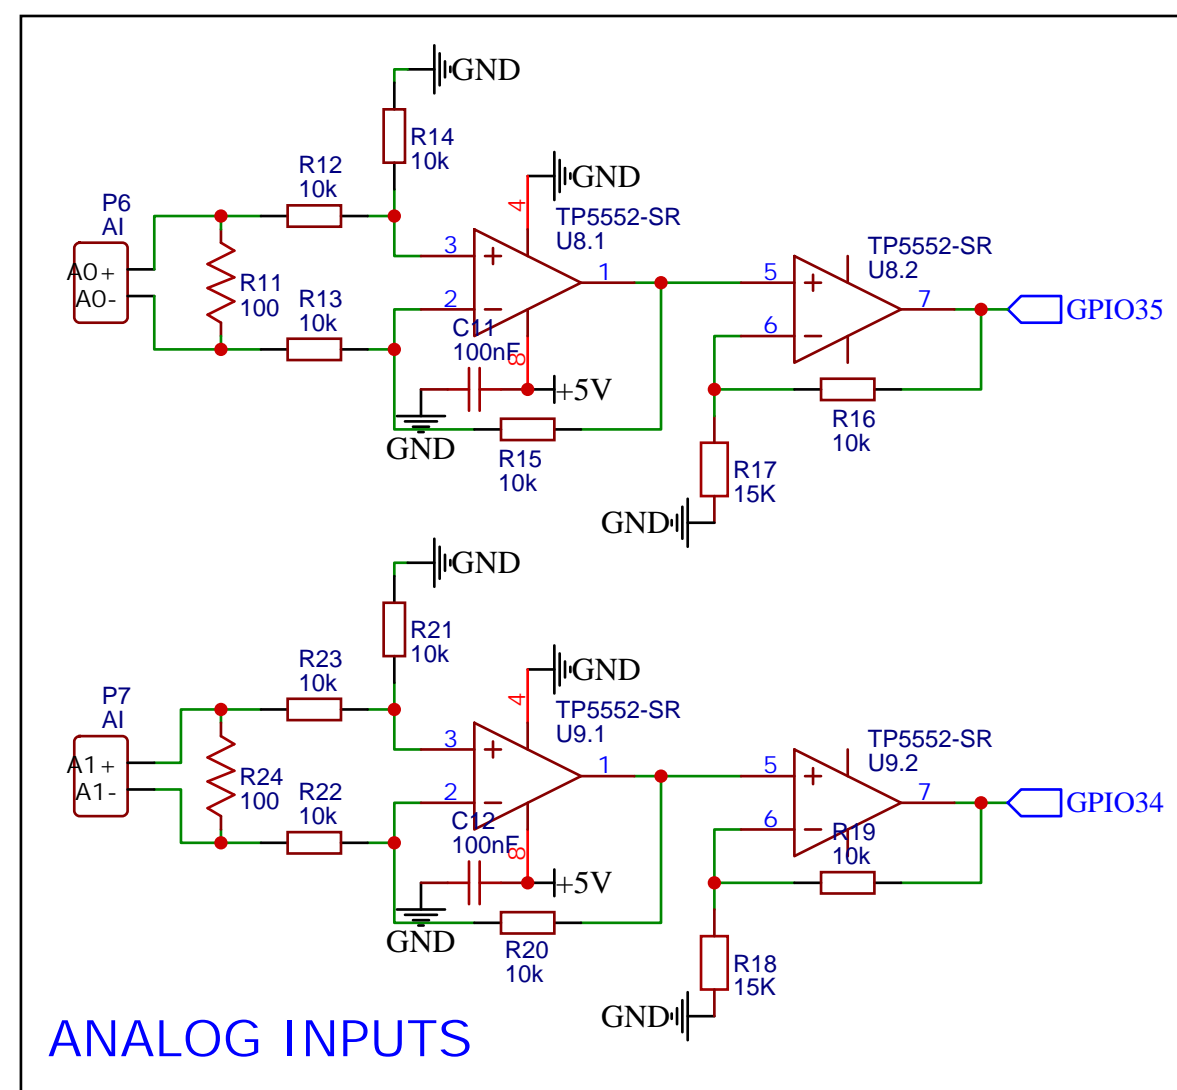 GND
R14
10k
R12
10k
4
GND
P6
AI
TP5552-SR
U8.1
TP5552-SR
U8.2
3
1
5
7
A0+
A0-
R11
100
R13
10k
2
6
GPIO35
C11
100nF
8
+5V
GND
R15
10k
R16
10k
R17
15K
GND
GND
R21
10k
R23
10k
4
GND
P7
AI
TP5552-SR
U9.1
TP5552-SR
U9.2
3
1
5
7
A1+
A1-
R24
100
R22
10k
2
6
GPIO34
C12
100nF
8
+5V
R19
10k
GND
R20
10k
R18
15K
GND
ANALOG INPUTS